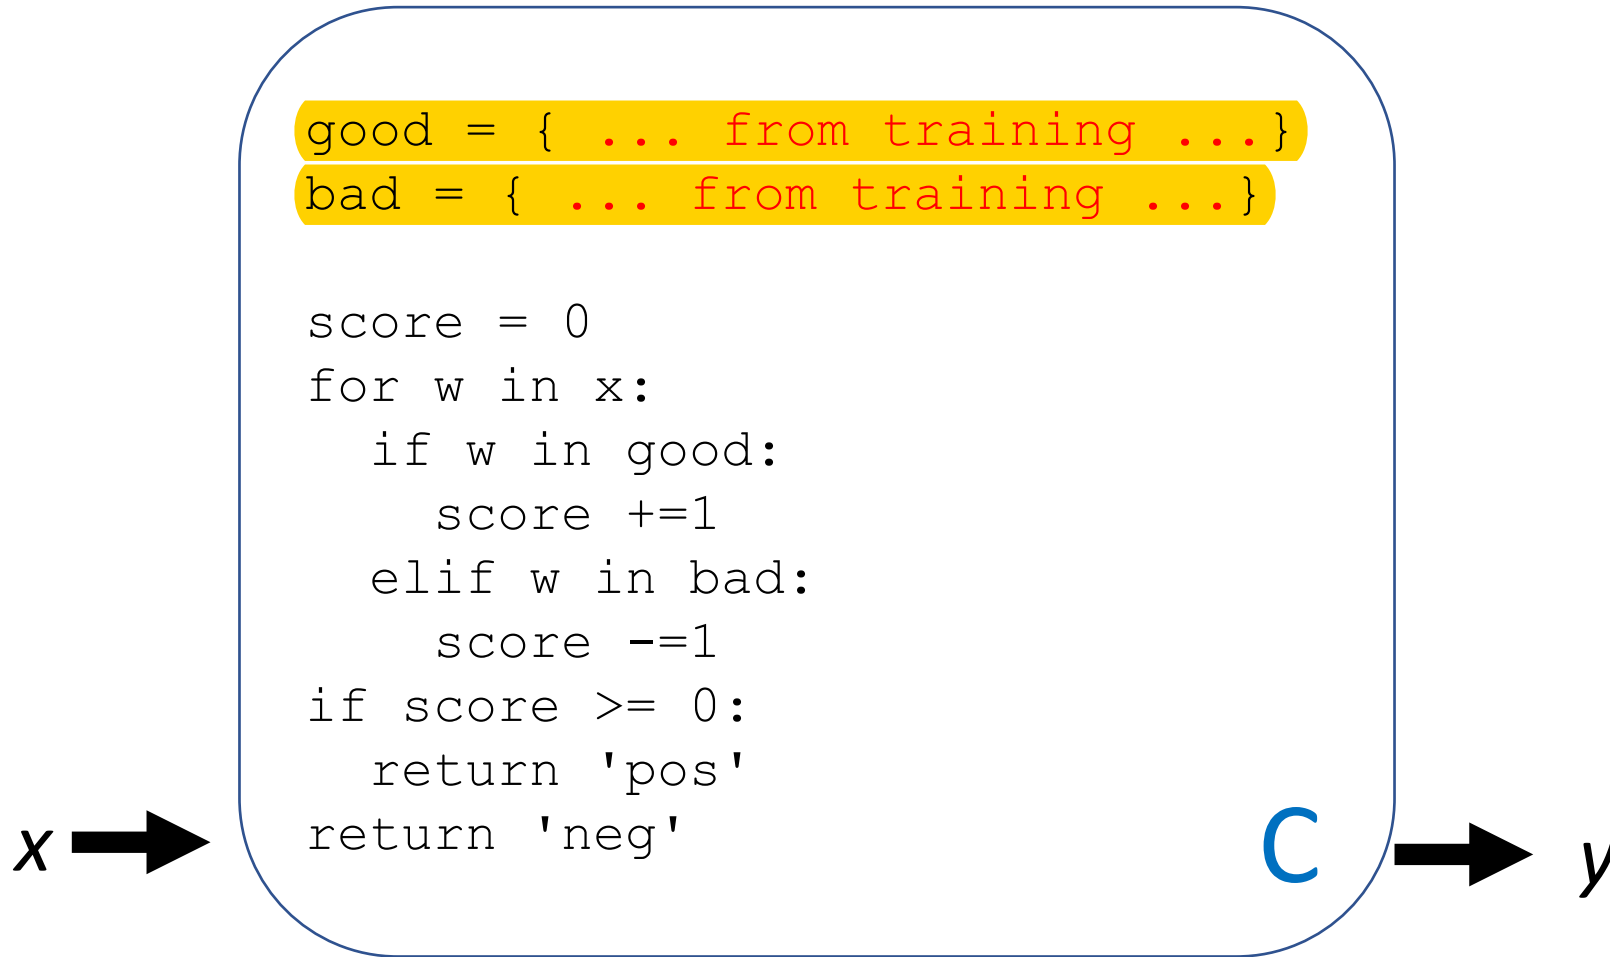 good = { ... from training ...}
bad = { ... from training ...}
score = 0
for w in x:
  if w in good:
    score +=1
  elif w in bad:
    score -=1
if score >= 0:
  return 'pos'
return 'neg'
x
C
y